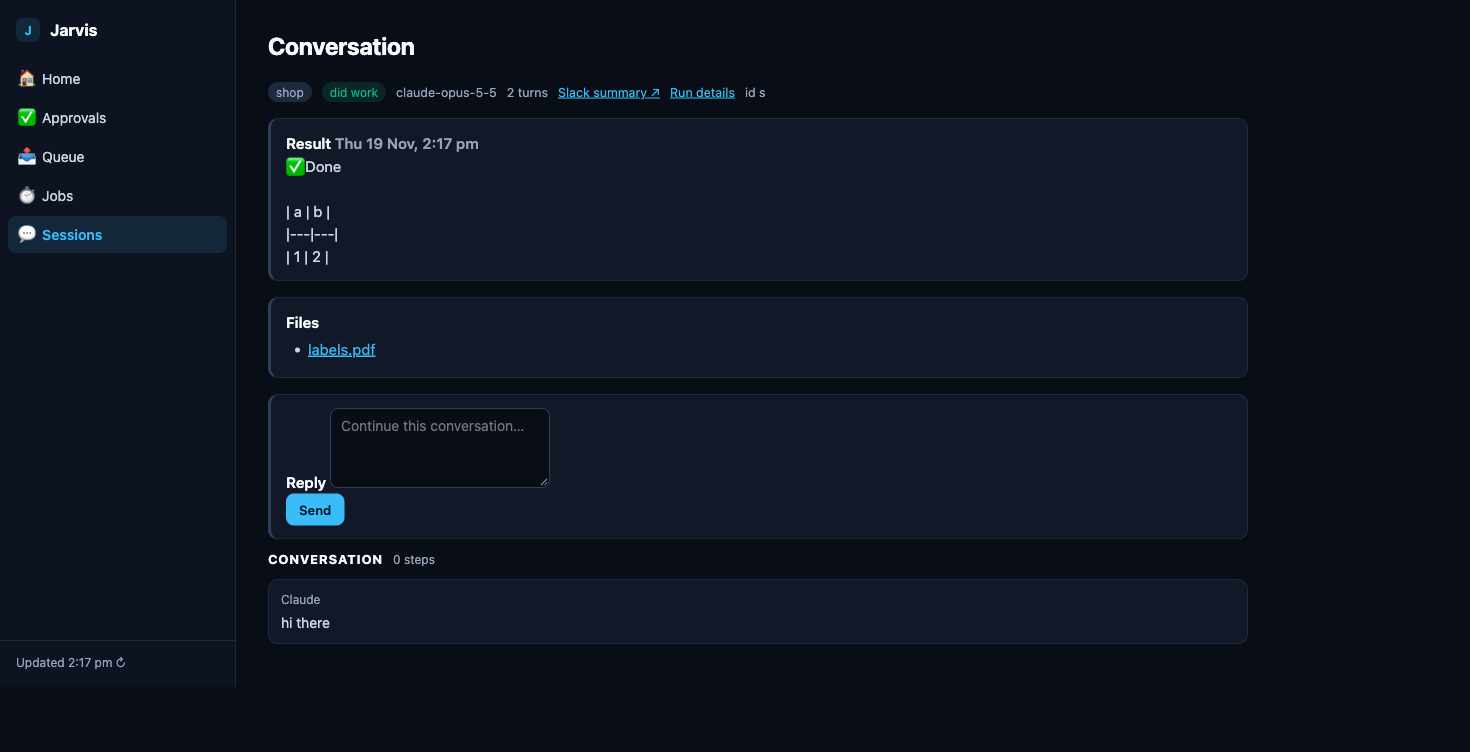 J Jarvis
🏠 Home
✅ Approvals
📤 Queue
⏱️ Jobs
💬 Sessions
Updated 2:17 pm ↻
Conversation
shop did work claude-opus-5-5 2 turns Slack summary ↗ Run details id s
Result Thu 19 Nov, 2:17 pm
✅Done
| a | b |
|---|---|
| 1 | 2 |
Files
• labels.pdf
Continue this conversation…
Reply
Send
CONVERSATION 0 steps
Claude
hi there